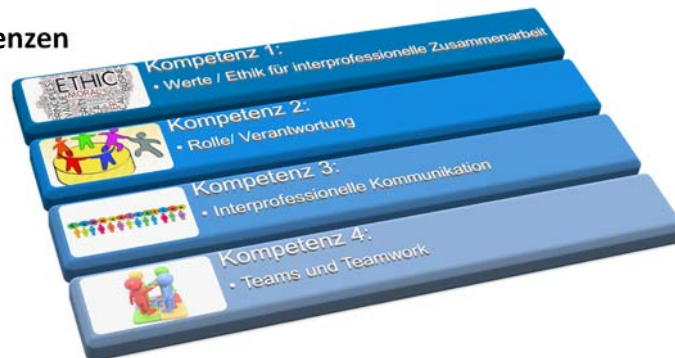 enzen
Kompetenz 1:
• Werte / Ethik für interprofessionelle Zusammenarbeit
ETHIC
MORAL
Kompetenz 2:
• Rolle/ Verantwortung
Kompetenz 3:
• Interprofessionelle Kommunikation
Kompetenz 4:
• Teams und Teamwork